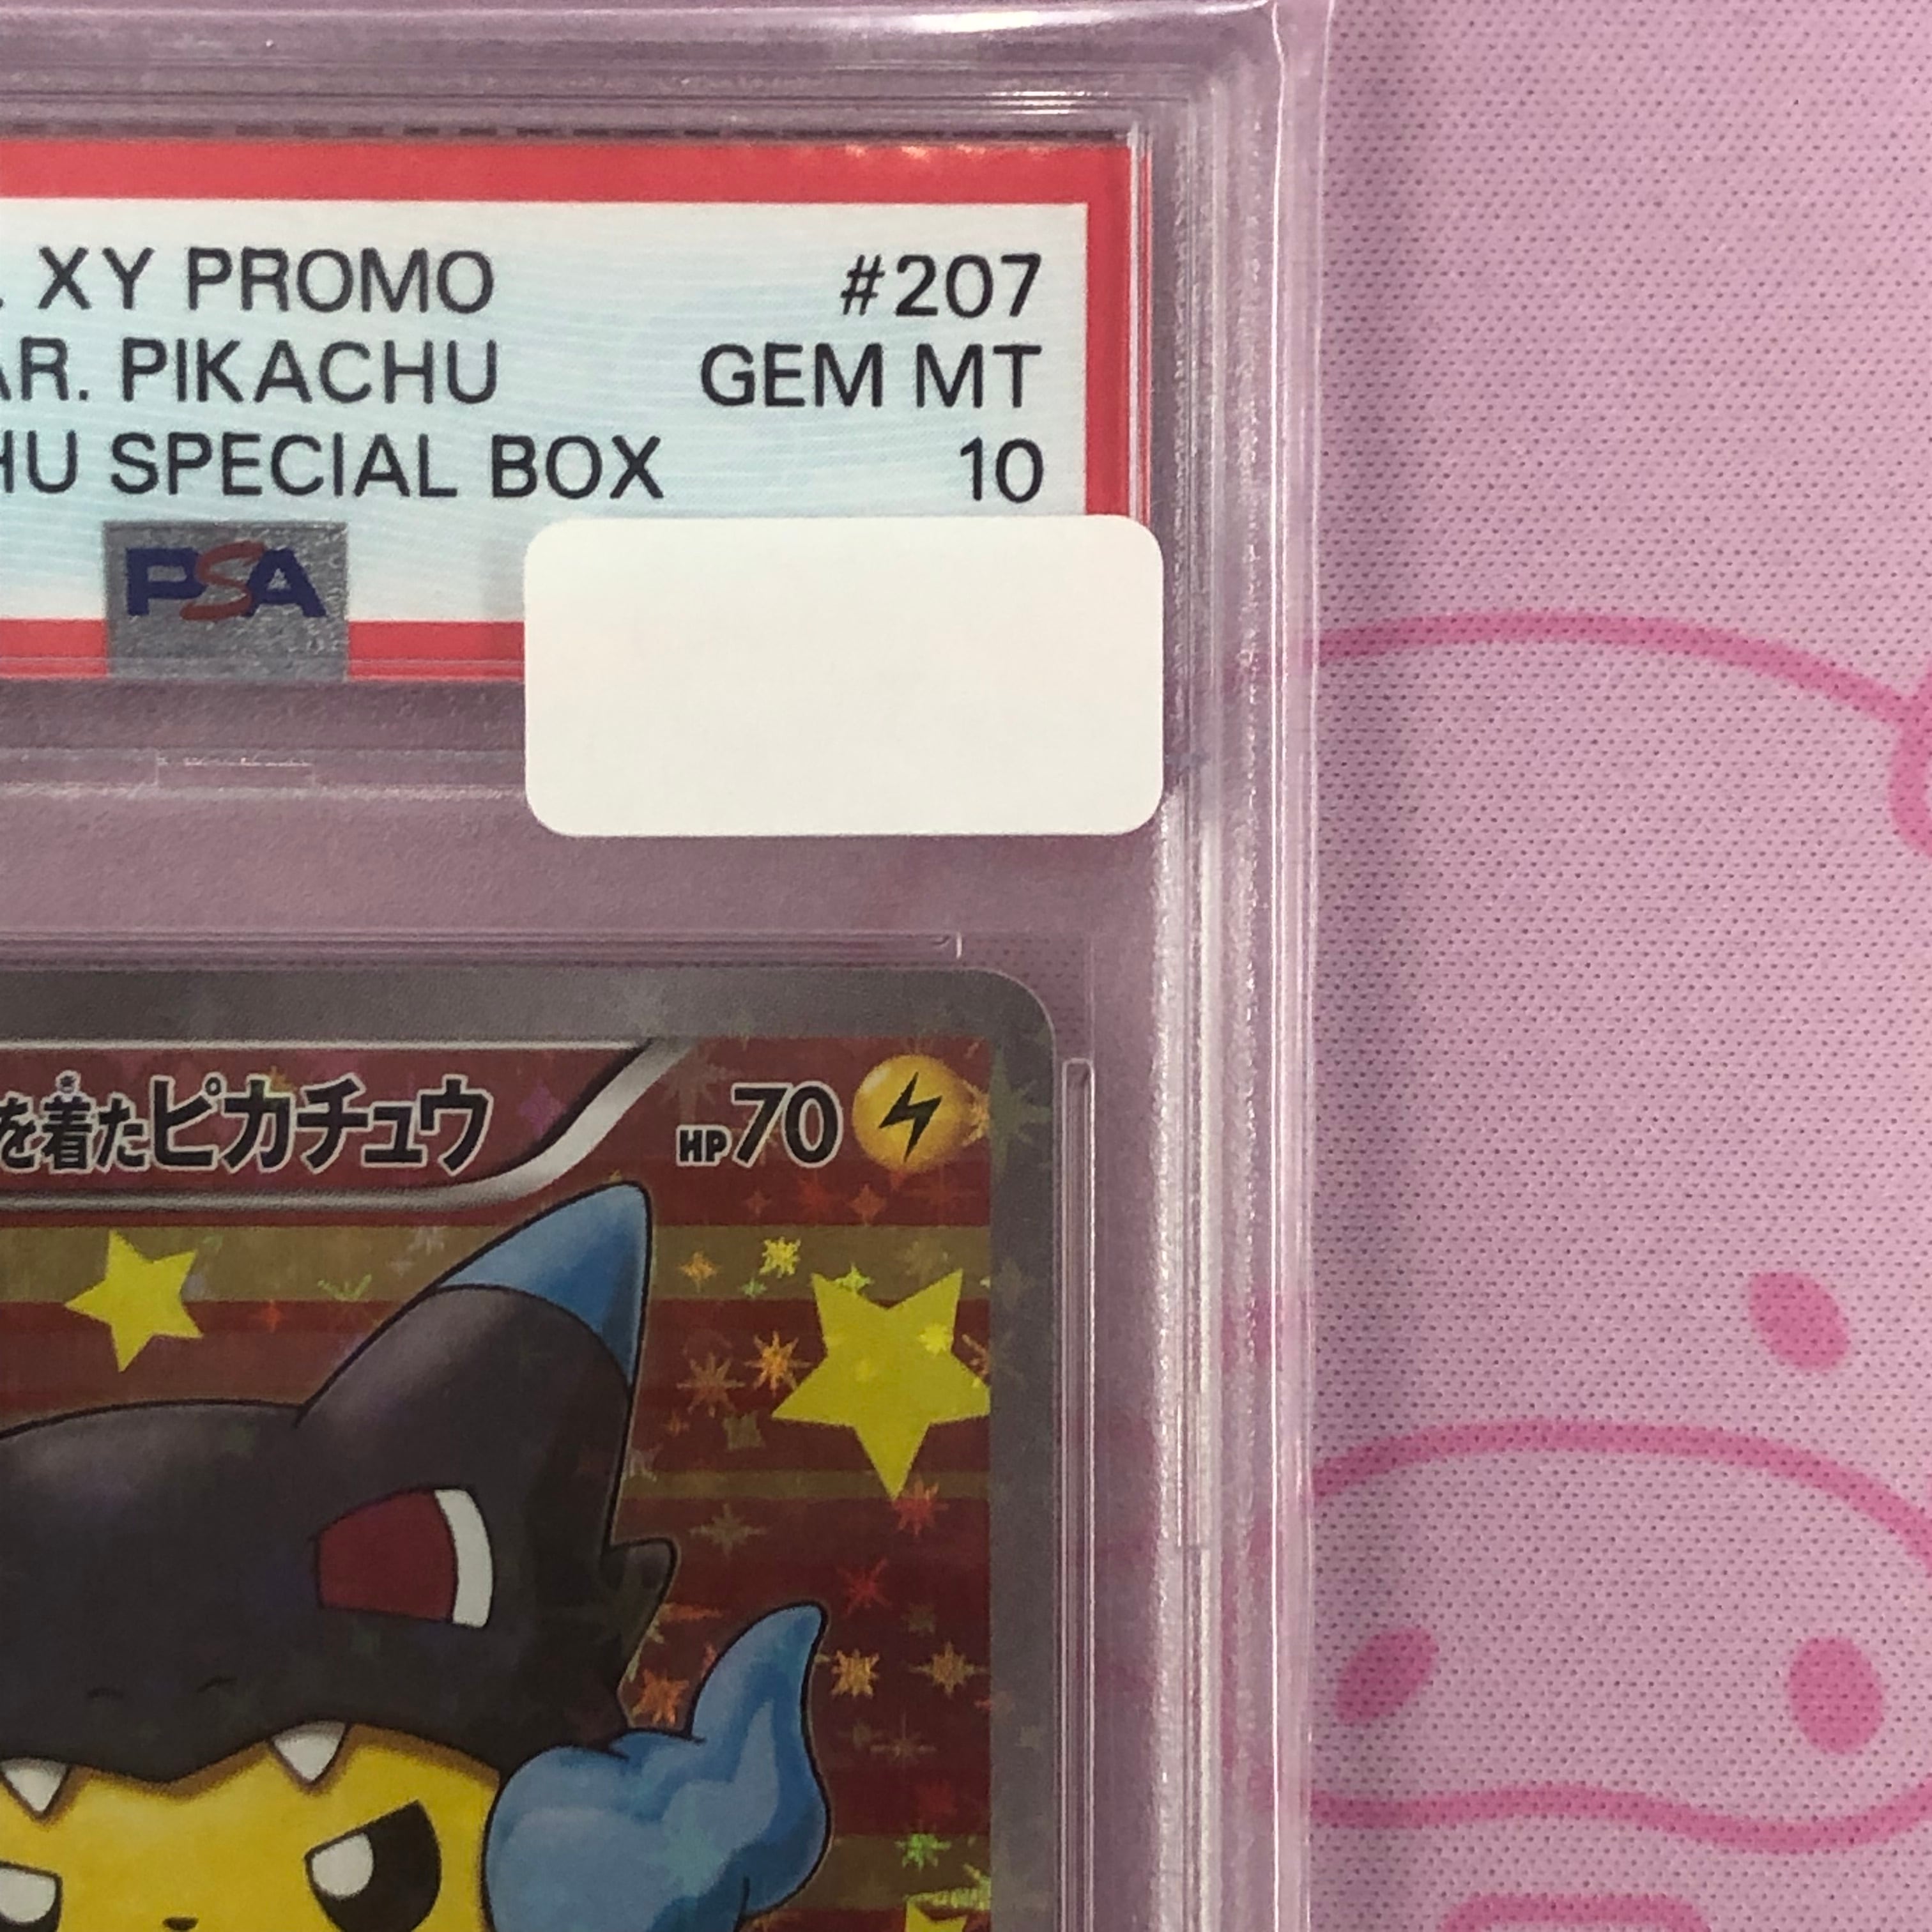 . XY PROMO #207
AR. PIKACHU GEM MT
HU SPECIAL BOX 10
PSA
を着たピカチュウ HP70
き